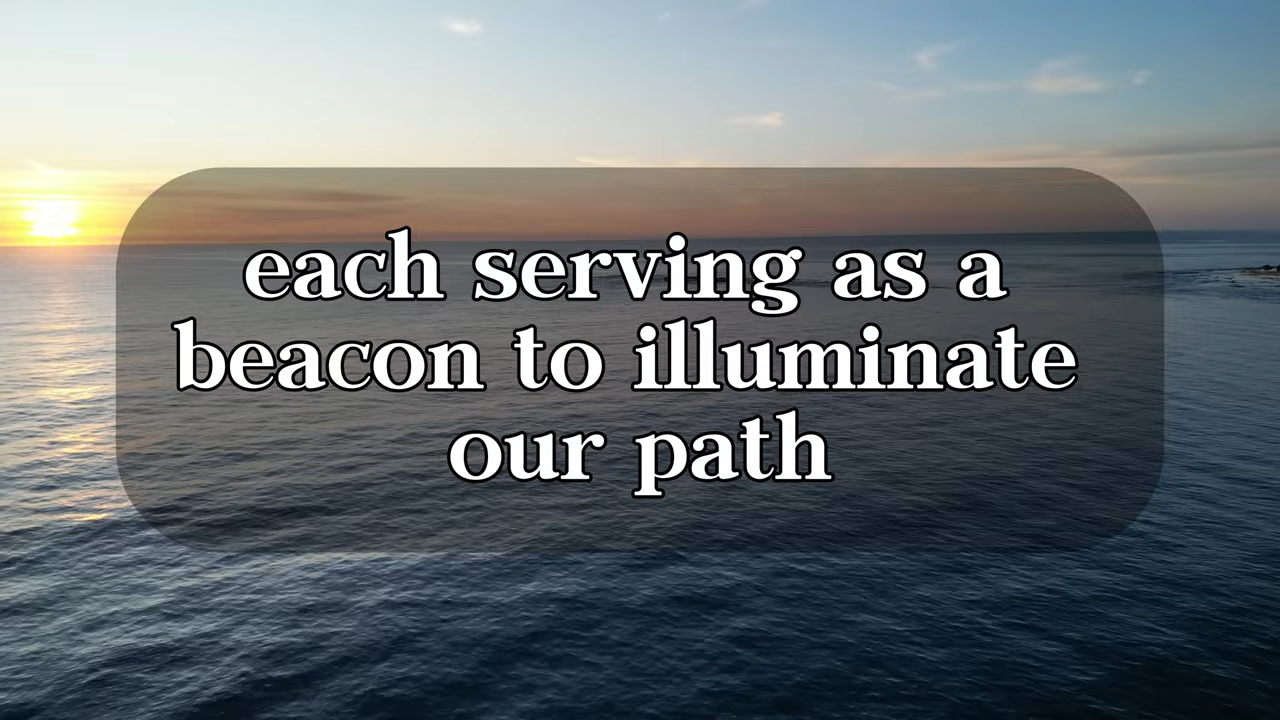 each serving as a
beacon to illuminate
our path